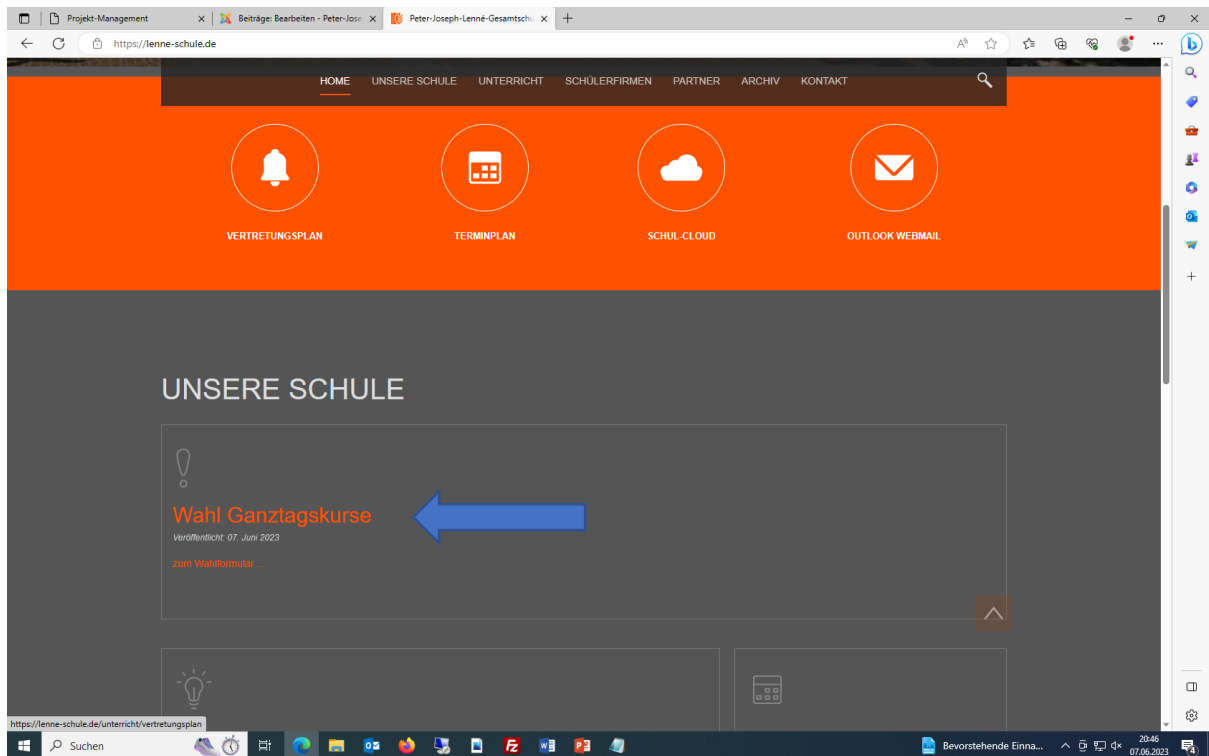 Projekt-Management
Beiträge: Bearbeiten - Peter-Jose
Peter-Joseph-Lenné-Gesamtschu
https://lenne-schule.de
HOME UNSERE SCHULE UNTERRICHT SCHÜLERFIRMEN PARTNER ARCHIV KONTAKT
VERTRETUNGSPLAN TERMINPLAN SCHUL-CLOUD OUTLOOK WEBMAIL
UNSERE SCHULE
Wahl Ganztagskurse
Veröffentlicht: 07. Juni 2023
zum Wahlformular ...
https://lenne-schule.de/unterricht/vertretungsplan
Suchen
Bevorstehende Einna...
20:46
07.06.2023
4